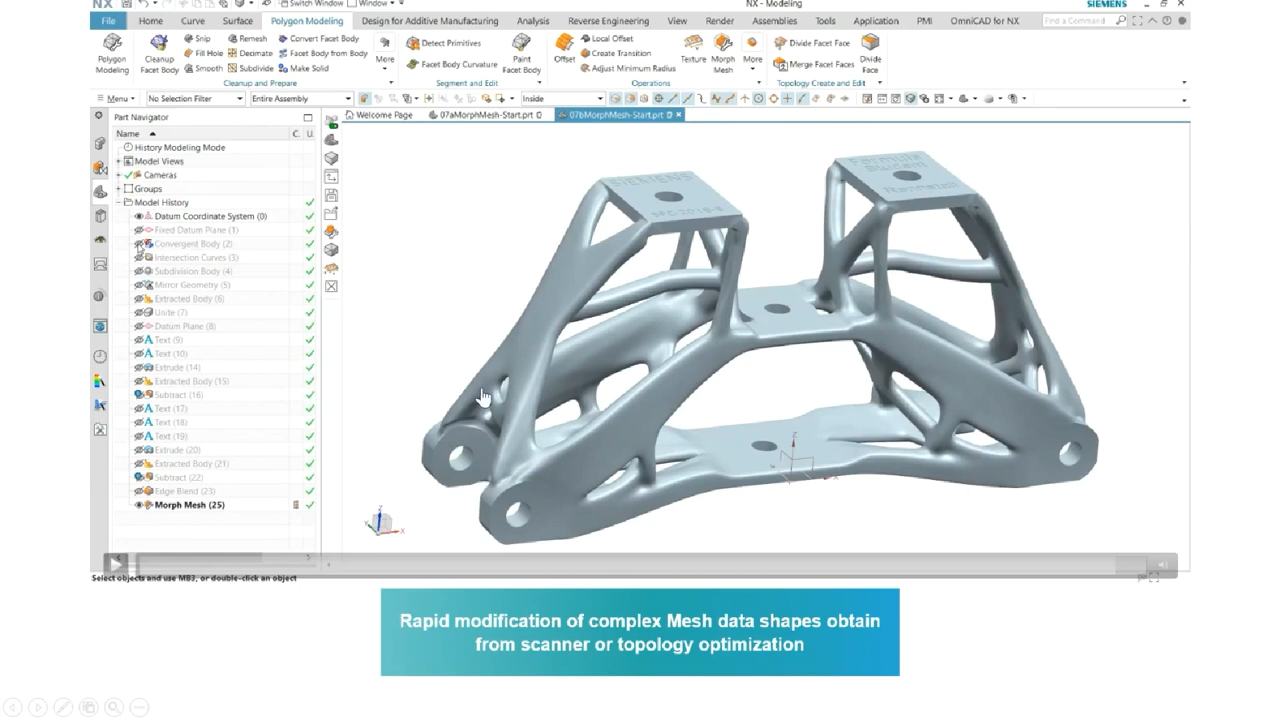 NX
Switch Window
Window
NX - Modeling
SIEMENS
File
Home
Curve
Surface
Polygon Modeling
Design for Additive Manufacturing
Analysis
Reverse Engineering
View
Render
Assemblies
Tools
Application
PMI
OmniCAD for NX
Find a Command
Polygon Modeling
Cleanup Facet Body
Snip
Fill Hole
Smooth
Remesh
Decimate
Subdivide
Convert Facet Body
Facet Body from Body
Make Solid
More
Cleanup and Prepare
Detect Primitives
Facet Body Curvature
Paint Facet Body
Segment and Edit
Offset
Local Offset
Create Transition
Adjust Minimum Radius
Texture
Morph Mesh
More
Operations
Divide Facet Face
Merge Facet Faces
Divide Face
Topology Create and Edit
Menu
No Selection Filter
Entire Assembly
Inside
Part Navigator
Welcome Page
07aMorphMesh-Start.prt
07bMorphMesh-Start.prt
Name
C.
U.
History Modeling Mode
Model Views
Cameras
Groups
Model History
Datum Coordinate System (0)
Fixed Datum Plane (1)
Convergent Body (2)
Intersection Curves (3)
Subdivision Body (4)
Mirror Geometry (5)
Extracted Body (6)
Unite (7)
Datum Plane (8)
Text (9)
Text (10)
Extrude (14)
Extracted Body (15)
Subtract (16)
Text (17)
Text (18)
Text (19)
Extrude (20)
Extracted Body (21)
Subtract (22)
Edge Blend (23)
Morph Mesh (25)
SIEMENS
Formula
Student
Select objects and use MB3, or double-click an object
Rapid modification of complex Mesh data shapes obtain
from scanner or topology optimization